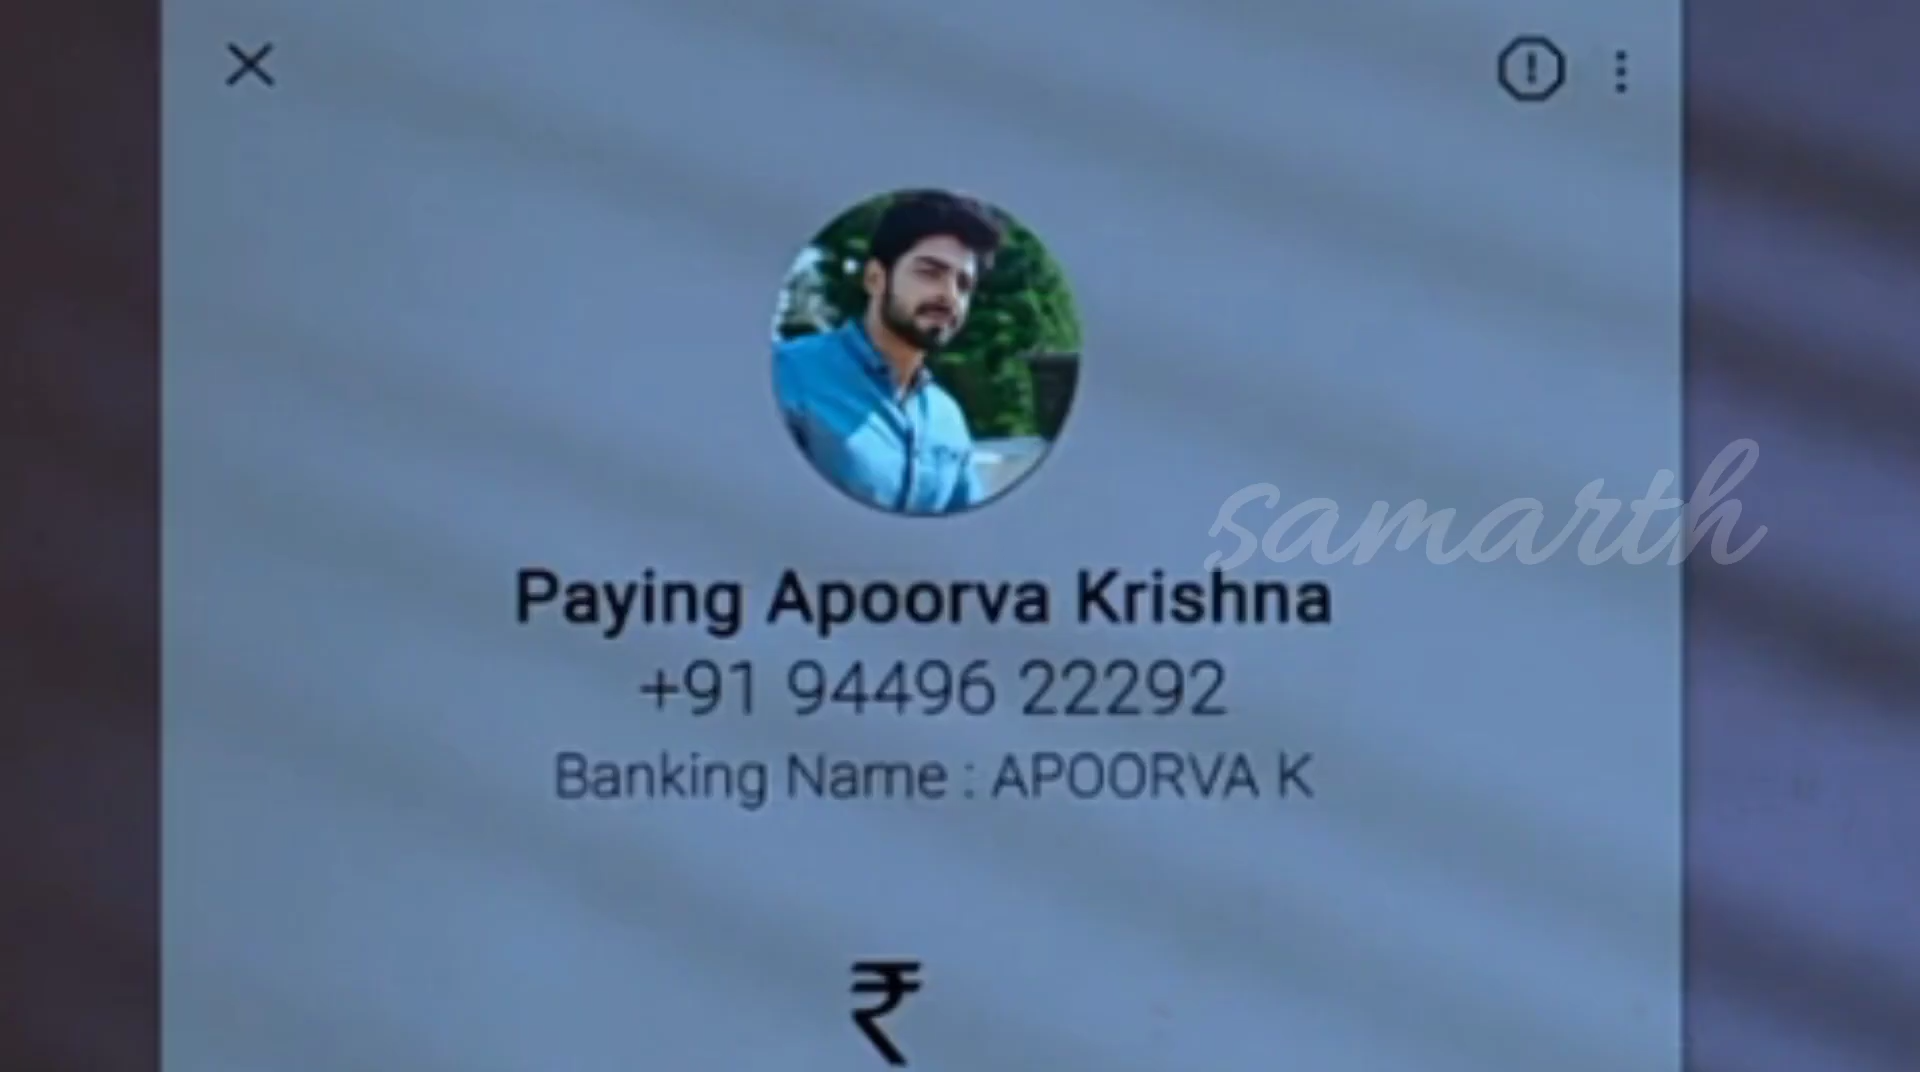 samarth
Paying Apoorva Krishna
+91 94496 22292
Banking Name : APOORVA K
₹